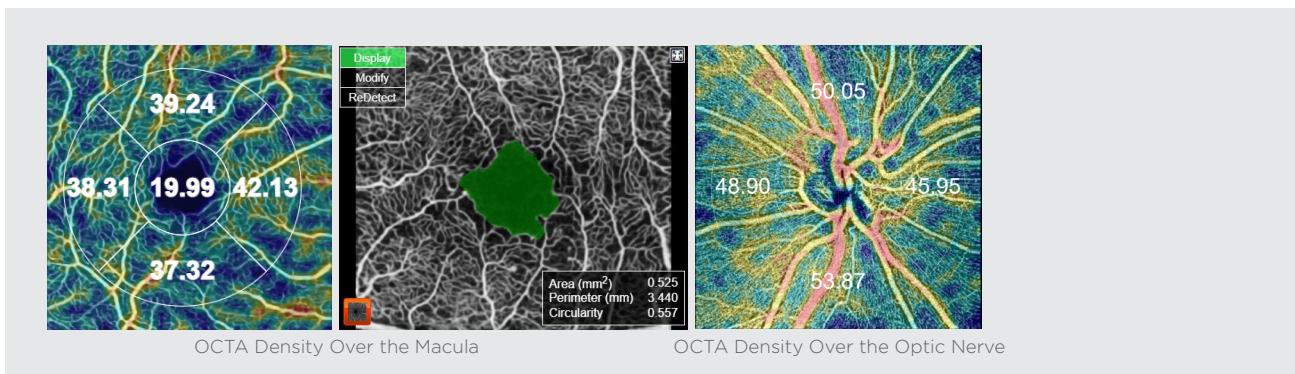 39.24
38.31 19.99 42.13
37.32
Display
Modify
ReDetect
Area (mm²) 0.525
Perimeter (mm) 3.440
Circularity 0.557
50.05
48.90 45.95
53.87
OCTA Density Over the Macula
OCTA Density Over the Optic Nerve